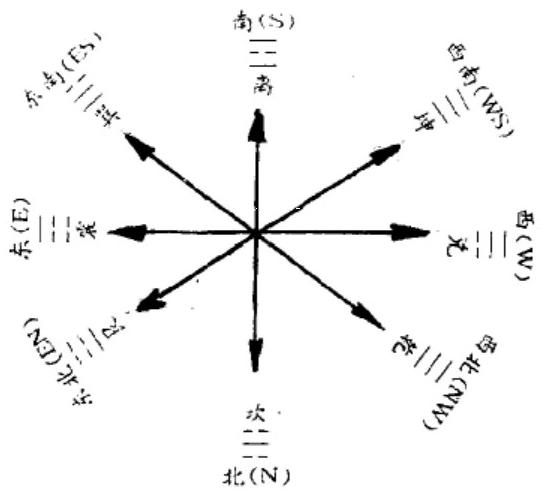 南(S)
离
西南(WS)
坤
西(W)
兑
西北(NW)
乾
坎
北(N)
东北(EN)
艮
东(E)
震
东南(ES)
巽